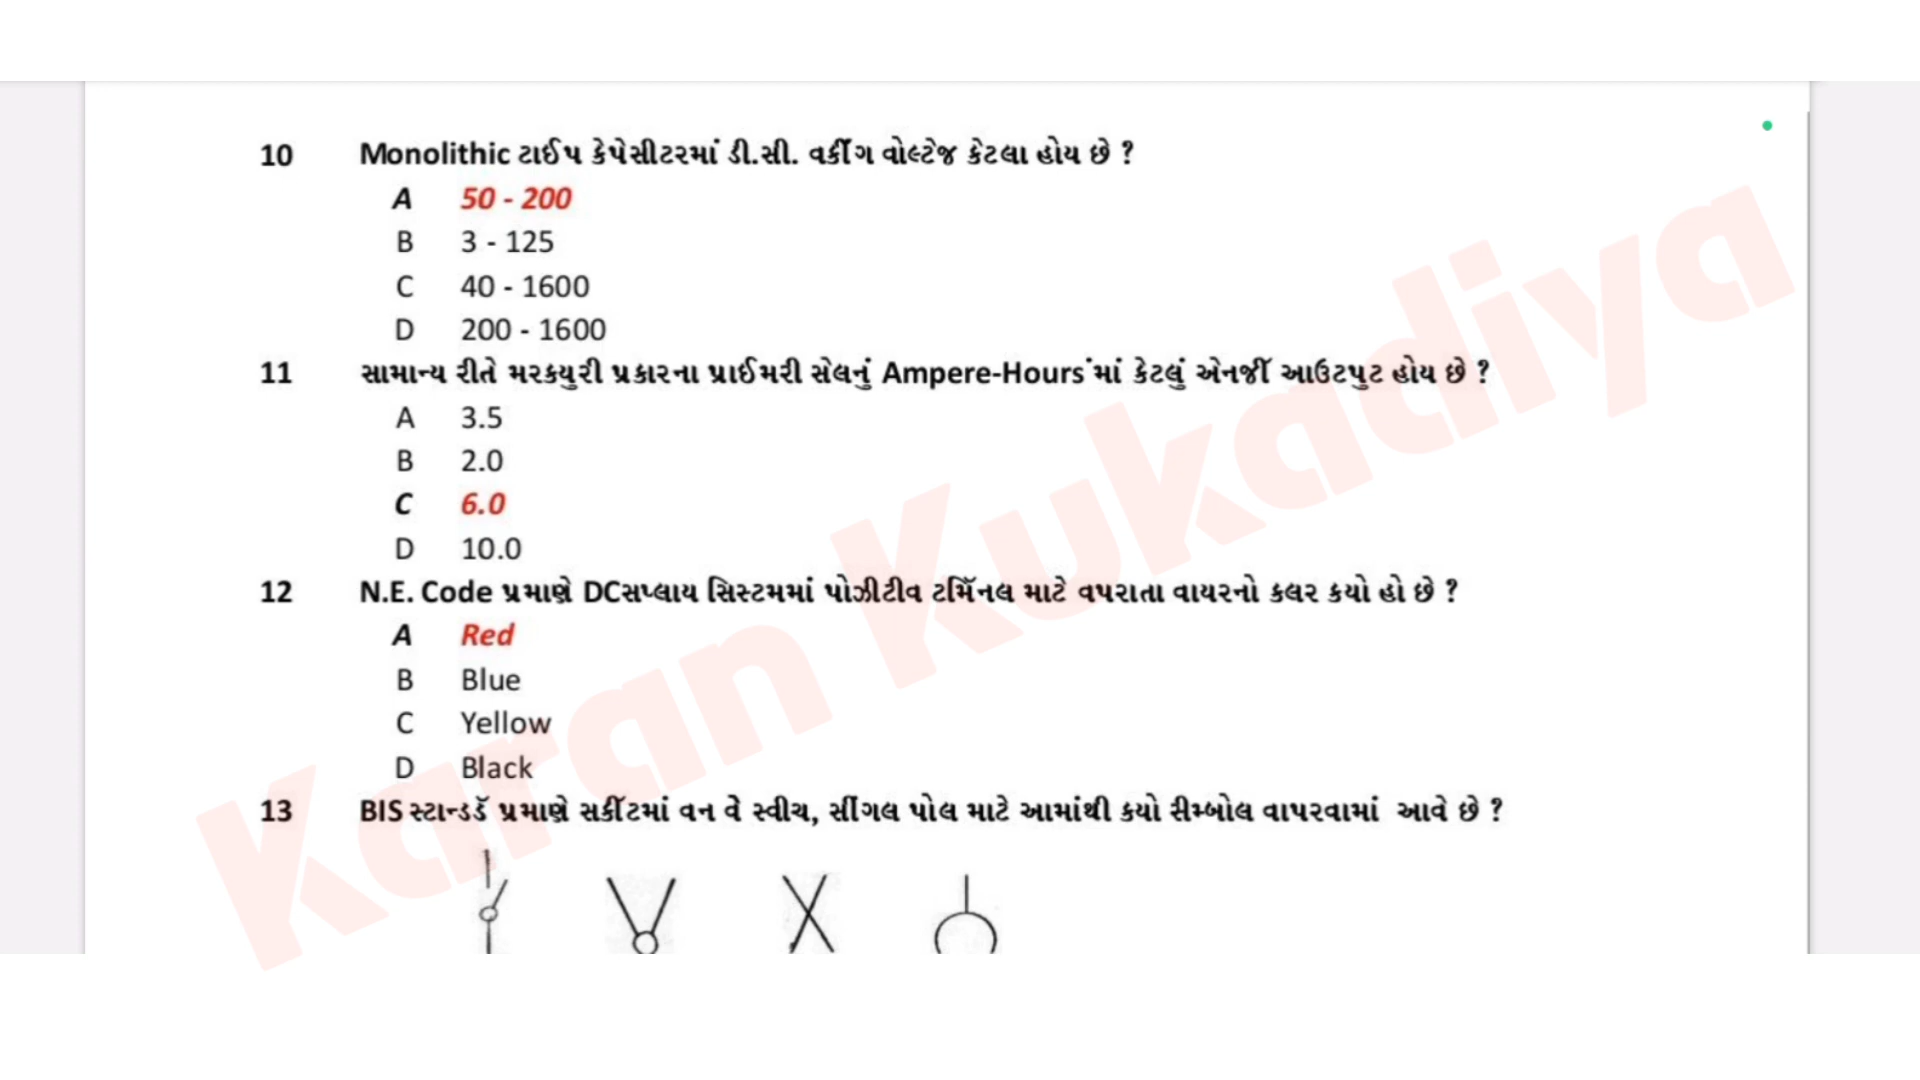 10 Monolithic ટાઈપ કેપેસીટરમાં ડી.સી. વર્કીંગ વોલ્ટેજ કેટલા હોય છે ?
A 50 - 200
B 3 - 125
C 40 - 1600
D 200 - 1600
11 સામાન્ય રીતે મરકયુરી પ્રકારના પ્રાઈમરી સેલનું Ampere-Hours ંમાં કેટલું એનર્જી આઉટપુટ હોય છે ?
A 3.5
B 2.0
C 6.0
D 10.0
12 N.E. Code પ્રમાણે DCસપ્લાય સિસ્ટમમાં પોઝીટીવ ટર્મિનલ માટે વપરાતા વાયરનો કલર કયો હો છે ?
A Red
B Blue
C Yellow
D Black
13 BIS સ્ટાન્ડર્ડ પ્રમાણે સર્કીટમાં વન વે સ્વીચ, સીંગલ પોલ માટે આમાંથી કયો સીમ્બોલ વાપરવામાં આવે છે ?
Karan Kukadiya